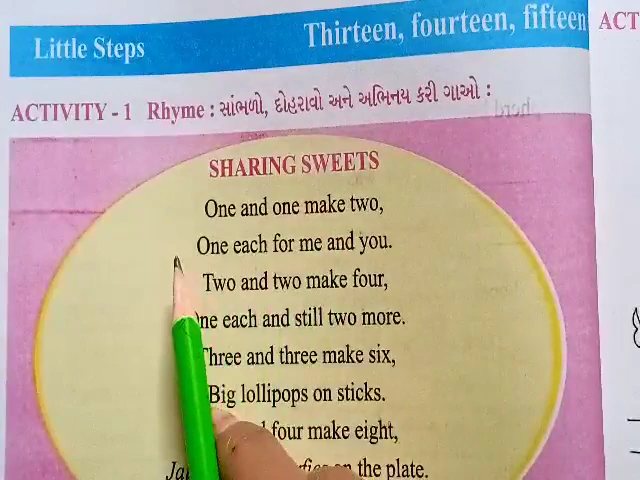 Little Steps
Thirteen, fourteen, fifteen
ACT
ACTIVITY - 1 Rhyme : સાંભળો, દોહરાવો અને અભિનય કરી ગાઓ :
SHARING SWEETS
One and one make two,
One each for me and you.
Two and two make four,
One each and still two more.
Three and three make six,
Big lollipops on sticks.
four make eight,
on the plate.